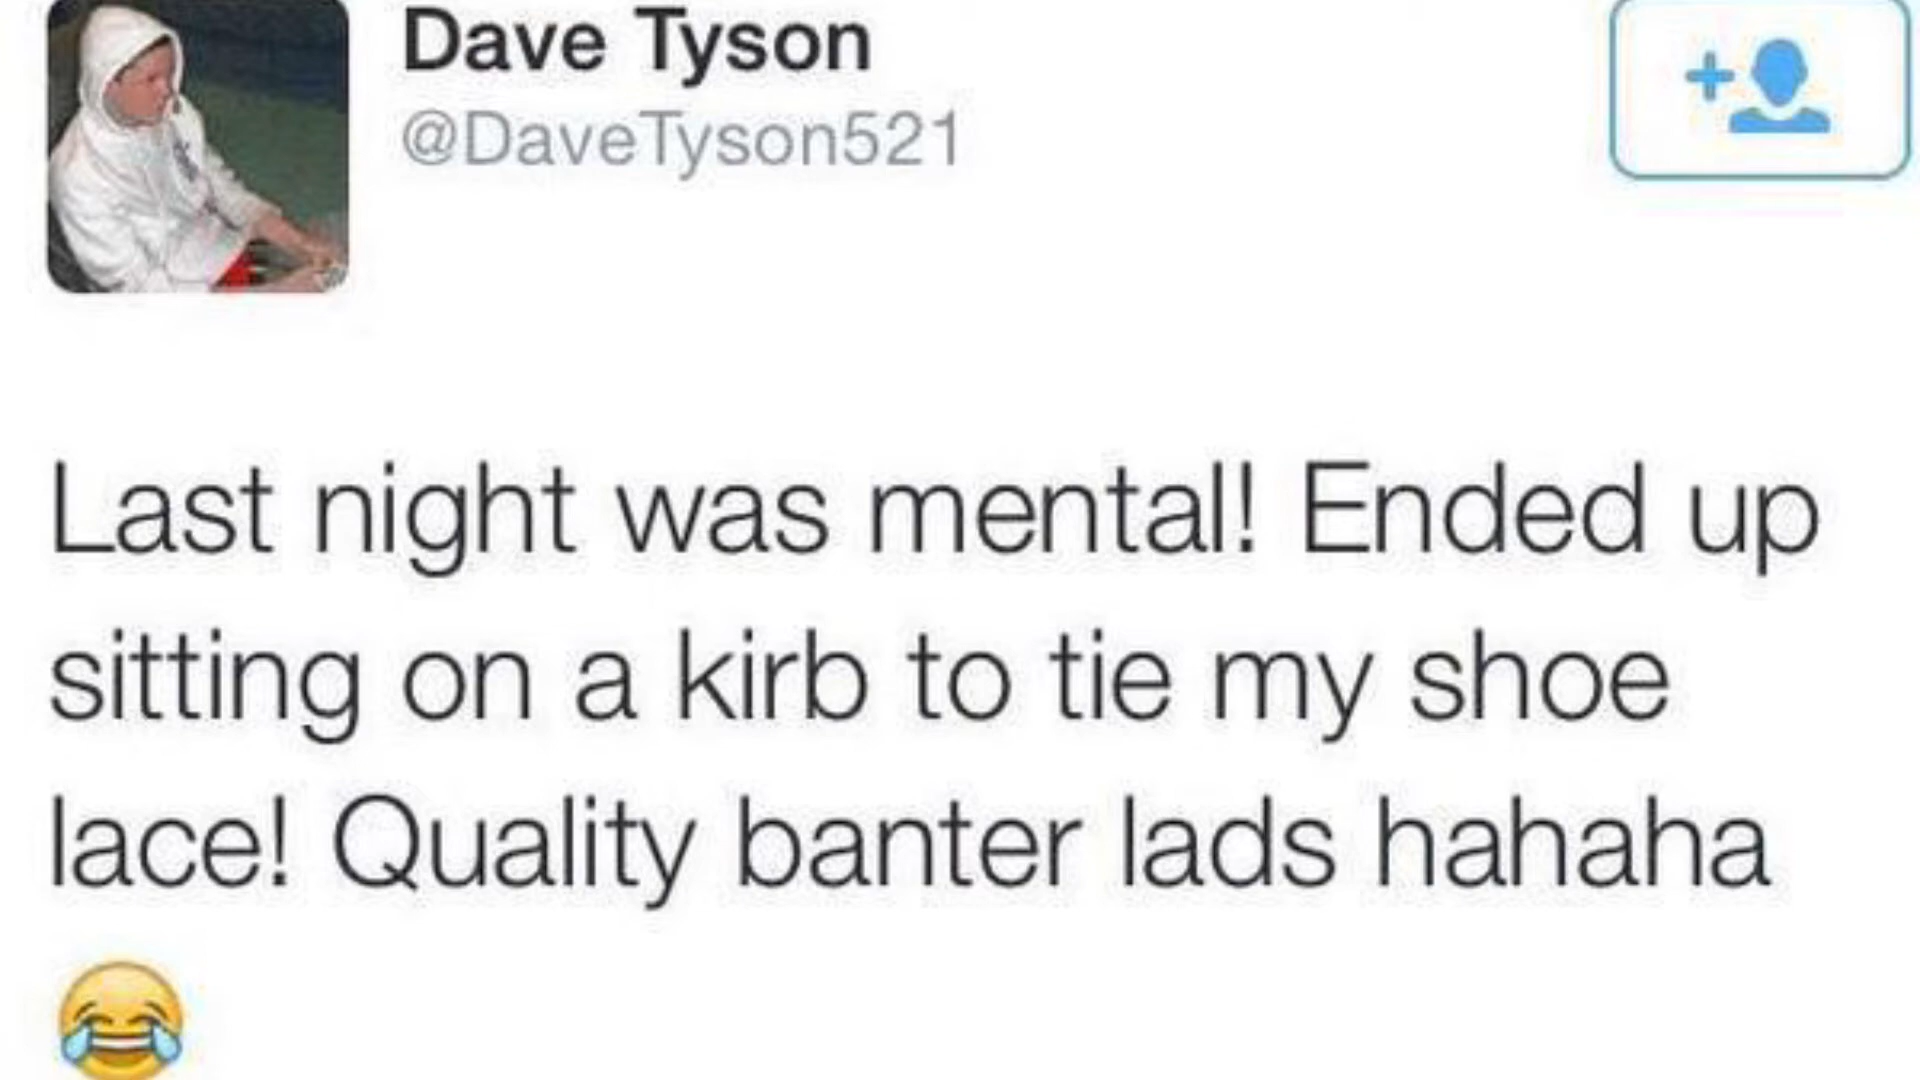 Dave Tyson
@DaveTyson521
Last night was mental! Ended up
sitting on a kirb to tie my shoe
lace! Quality banter lads hahaha
😂